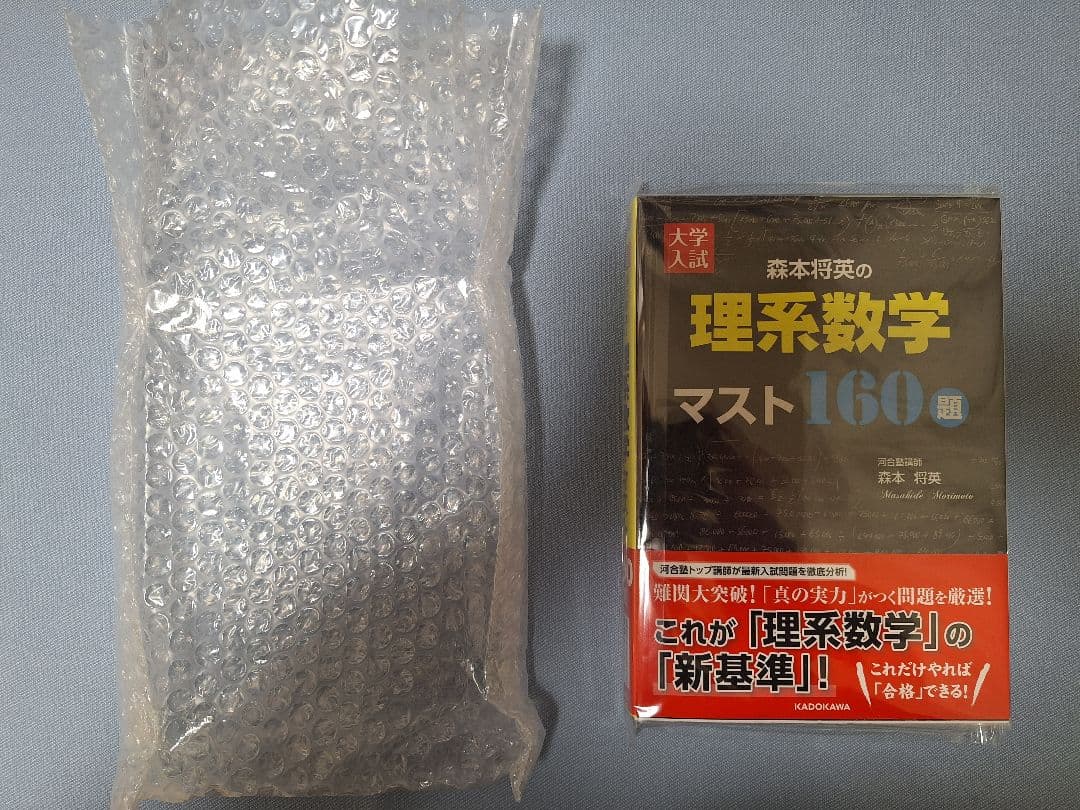 大学
入試
森本将英の
理系数学
マスト160題
河合塾講師
森本 将英
Masahide Morimoto
河合塾トップ講師が最新入試問題を徹底分析!
難関大突破!「真の実力」がつく問題を厳選!
これが「理系数学」の
「新基準」!
これだけやれば
「合格」できる!
KADOKAWA